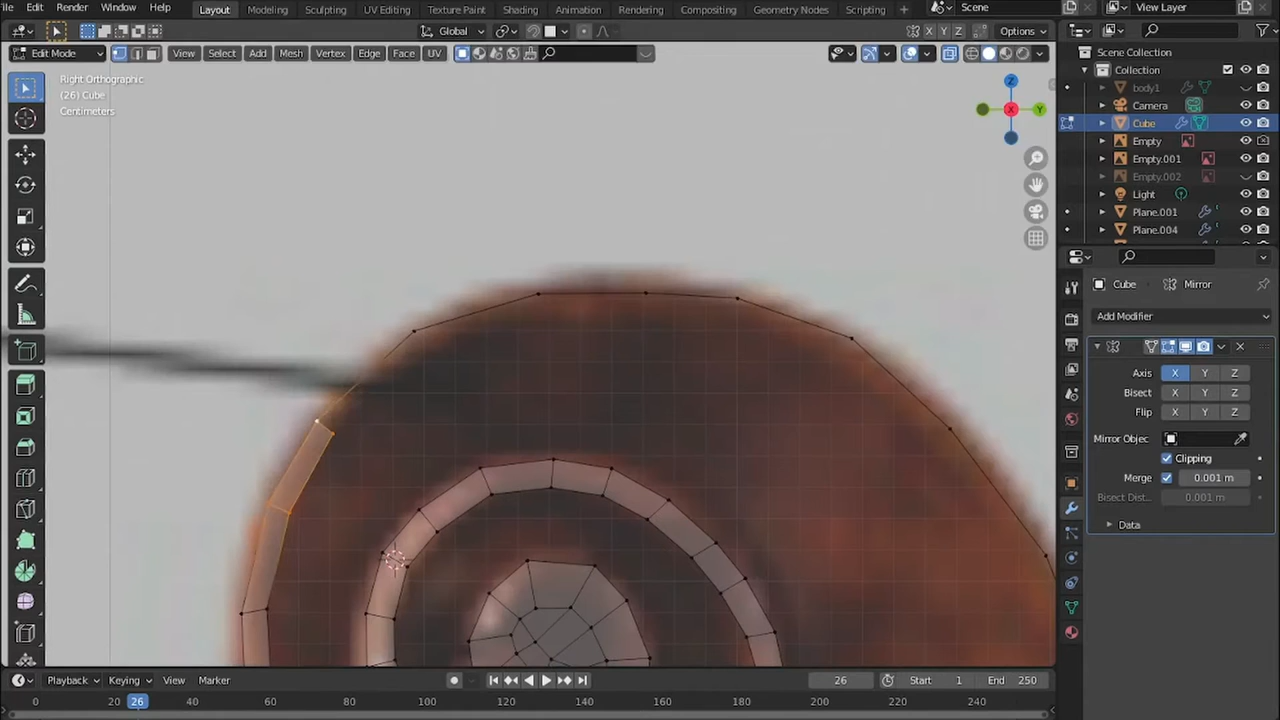 le Edit Render Window Help Layout Modeling Sculpting UV Editing Texture Paint Shading Animation Rendering Compositing Geometry Nodes Scripting + Scene View Layer
Global X Y Z Options
Edit Mode View Select Add Mesh Vertex Edge Face UV
Right Orthographic
(26) Cube
Centimeters
Z
X
Y
Scene Collection
Collection
body1
Camera
Cube
Empty
Empty.001
Empty.002
Light
Plane.001
Plane.004
Cube Mirror
Add Modifier
Axis X Y Z
Bisect X Y Z
Flip X Y Z
Mirror Objec
Clipping
Merge 0.001 m
Bisect Dist... 0.001 m
Data
Playback Keying View Marker 26 Start 1 End 250
0 20 26 40 60 80 100 120 140 160 180 200 220 240